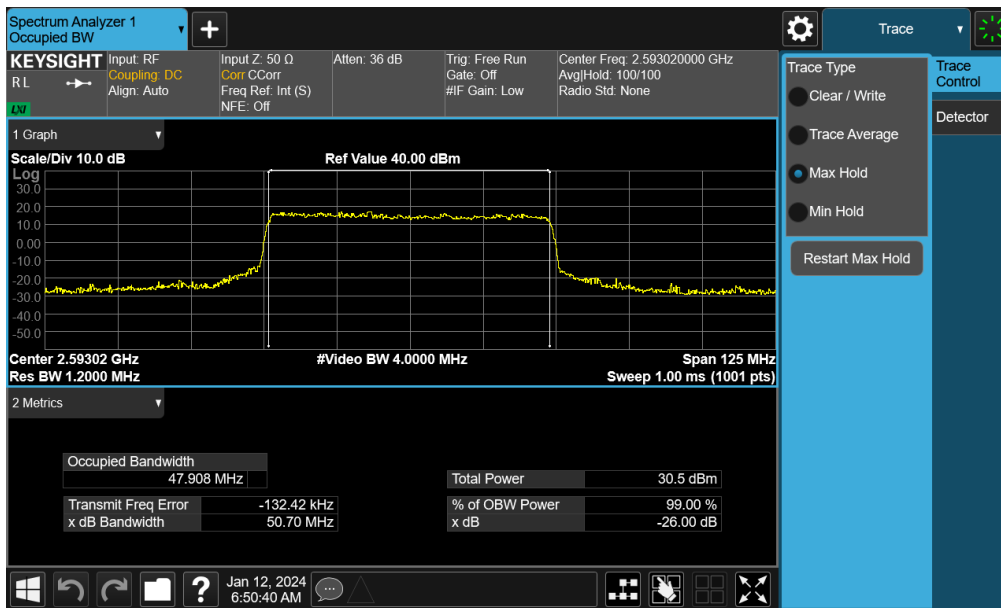 Spectrum Analyzer 1
Occupied BW
+
Trace
KEYSIGHT
R L
LXI
Input: RF
Coupling: DC
Align: Auto
Input Z: 50 Ω
Corr CCorr
Freq Ref: Int (S)
NFE: Off
Atten: 36 dB
Trig: Free Run
Gate: Off
#IF Gain: Low
Center Freq: 2.593020000 GHz
Avg|Hold: 100/100
Radio Std: None
Trace Type
Clear / Write
Trace Average
Max Hold
Min Hold
Restart Max Hold
Trace
Control
Detector
1 Graph
Scale/Div 10.0 dB
Ref Value 40.00 dBm
Log
30.0
20.0
10.0
0.00
-10.0
-20.0
-30.0
-40.0
-50.0
Center 2.59302 GHz
#Video BW 4.0000 MHz
Span 125 MHz
Res BW 1.2000 MHz
Sweep 1.00 ms (1001 pts)
2 Metrics
Occupied Bandwidth
47.908 MHz
Total Power 30.5 dBm
Transmit Freq Error -132.42 kHz
% of OBW Power 99.00 %
x dB Bandwidth 50.70 MHz
x dB -26.00 dB
?
Jan 12, 2024
6:50:40 AM